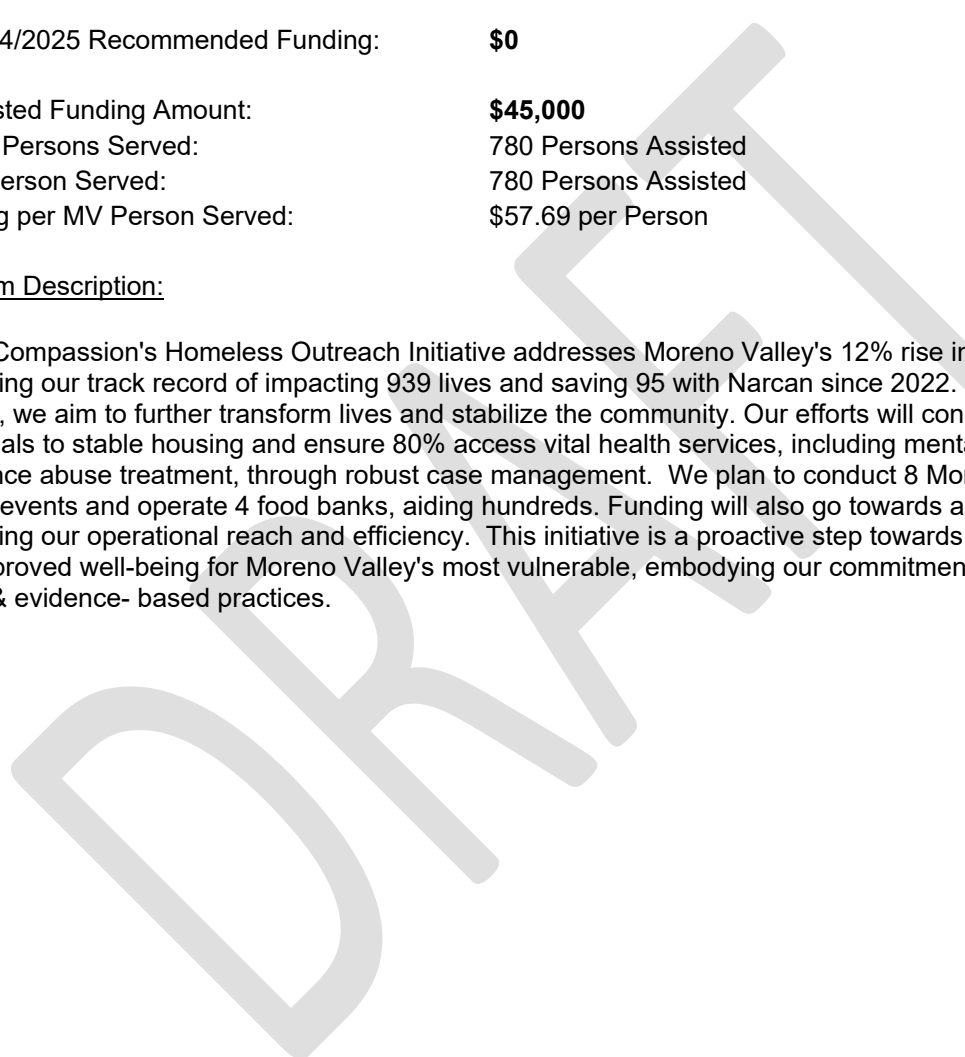 4/2025 Recommended Funding: $0
sted Funding Amount: $45,000
Persons Served: 780 Persons Assisted
erson Served: 780 Persons Assisted
g per MV Person Served: $57.69 per Person
m Description:
Compassion's Homeless Outreach Initiative addresses Moreno Valley's 12% rise in
ing our track record of impacting 939 lives and saving 95 with Narcan since 2022.
, we aim to further transform lives and stabilize the community. Our efforts will con
als to stable housing and ensure 80% access vital health services, including menta
nce abuse treatment, through robust case management. We plan to conduct 8 Mor
events and operate 4 food banks, aiding hundreds. Funding will also go towards a
ing our operational reach and efficiency. This initiative is a proactive step towards
proved well-being for Moreno Valley's most vulnerable, embodying our commitmen
& evidence- based practices.
DRAFT